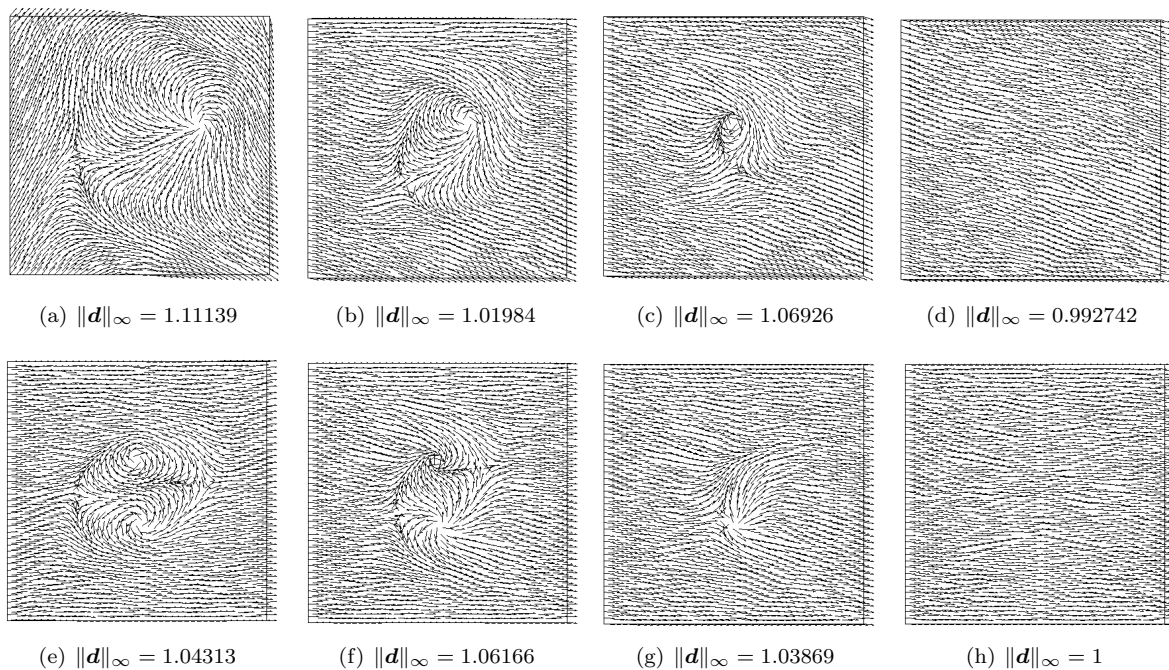 (a) ‖d‖∞ = 1.11139 (b) ‖d‖∞ = 1.01984 (c) ‖d‖∞ = 1.06926 (d) ‖d‖∞ = 0.992742
(e) ‖d‖∞ = 1.04313 (f) ‖d‖∞ = 1.06166 (g) ‖d‖∞ = 1.03869 (h) ‖d‖∞ = 1